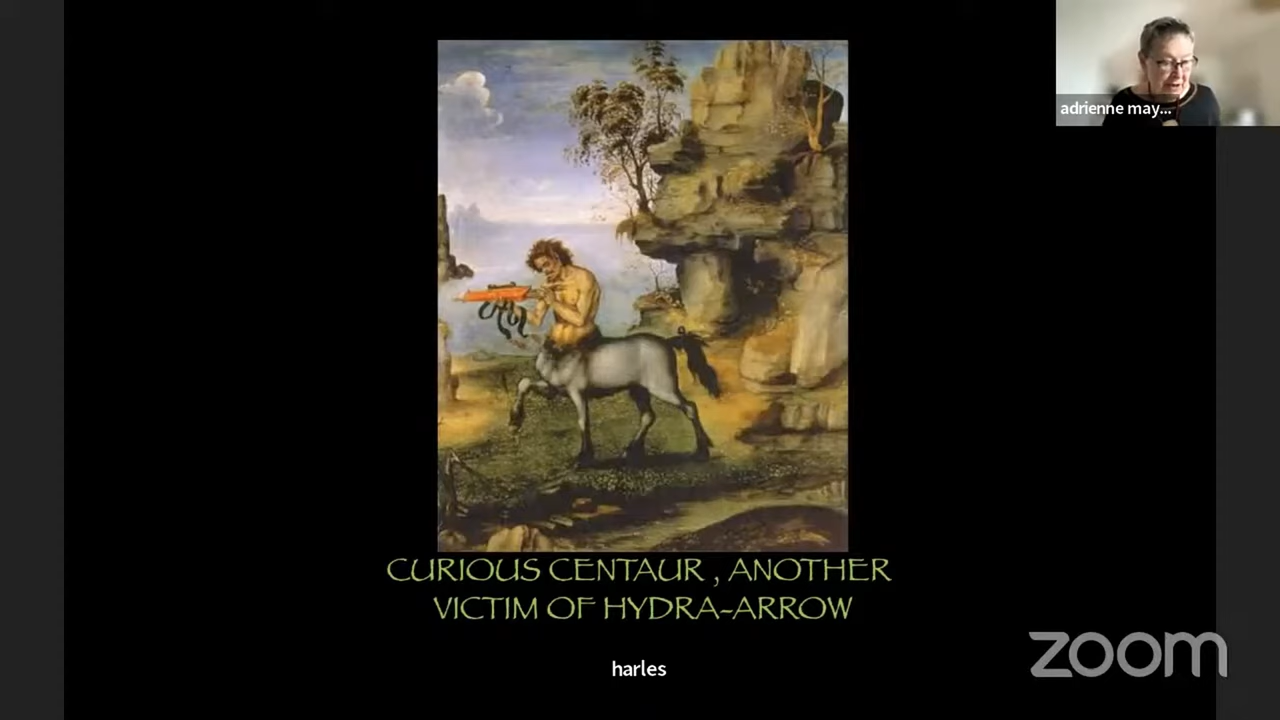 adrienne may...
CURIOUS CENTAUR , ANOTHER
VICTIM OF HYDRA-ARROW
harles
zoom